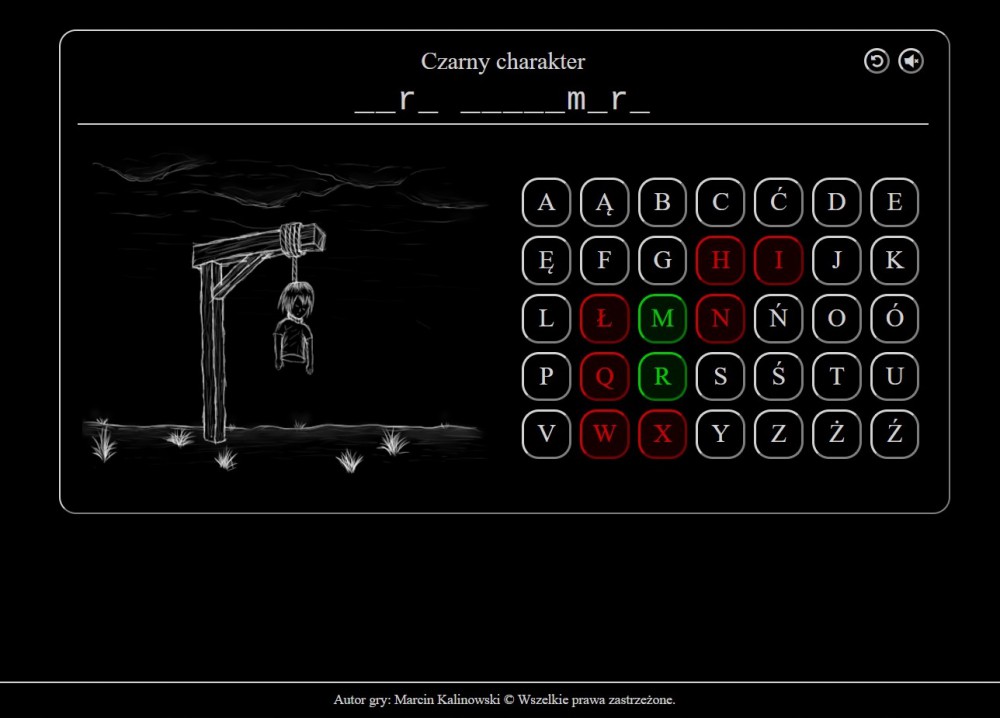 Czarny charakter
__r_ _____m_r_
A Ą B C Ć D E
Ę F G H I J K
L Ł M N Ń O Ó
P Q R S Ś T U
V W X Y Z Ż Ź
Autor gry: Marcin Kalinowski © Wszelkie prawa zastrzeżone.